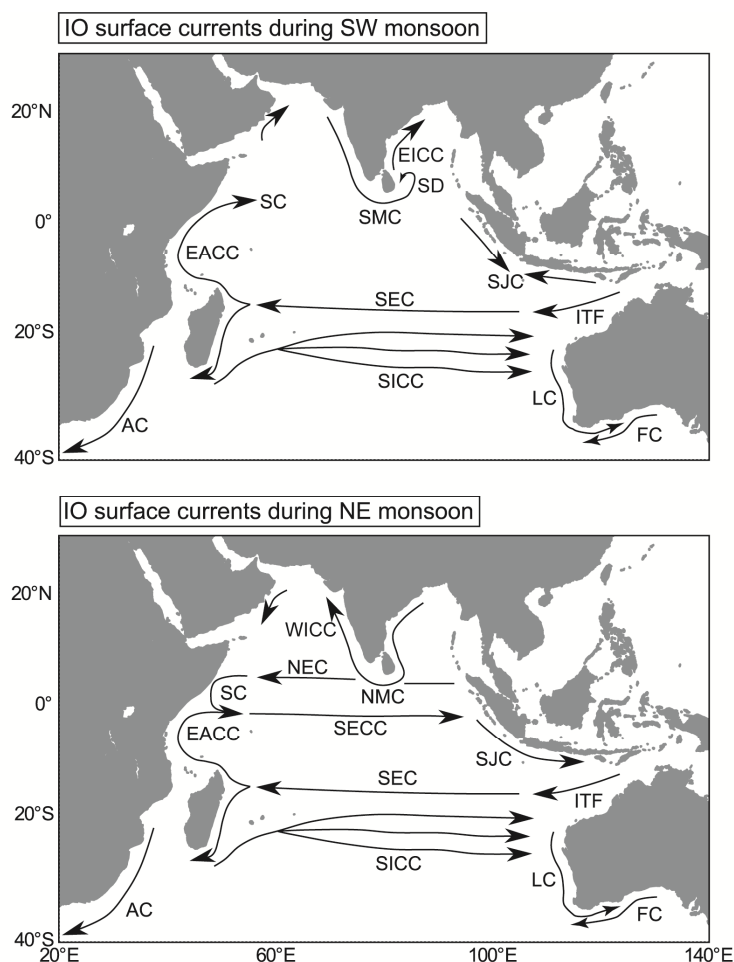 IO surface currents during SW monsoon
20°N
EICC
SD
SC
SMC
0°
EACC
SJC
SEC
ITF
20°S
SICC
LC
AC
FC
40°S
IO surface currents during NE monsoon
20°N
WICC
NEC
SC
NMC
0°
EACC
SECC
SJC
SEC
ITF
20°S
SICC
LC
AC
FC
40°S
20°E 60°E 100°E 140°E